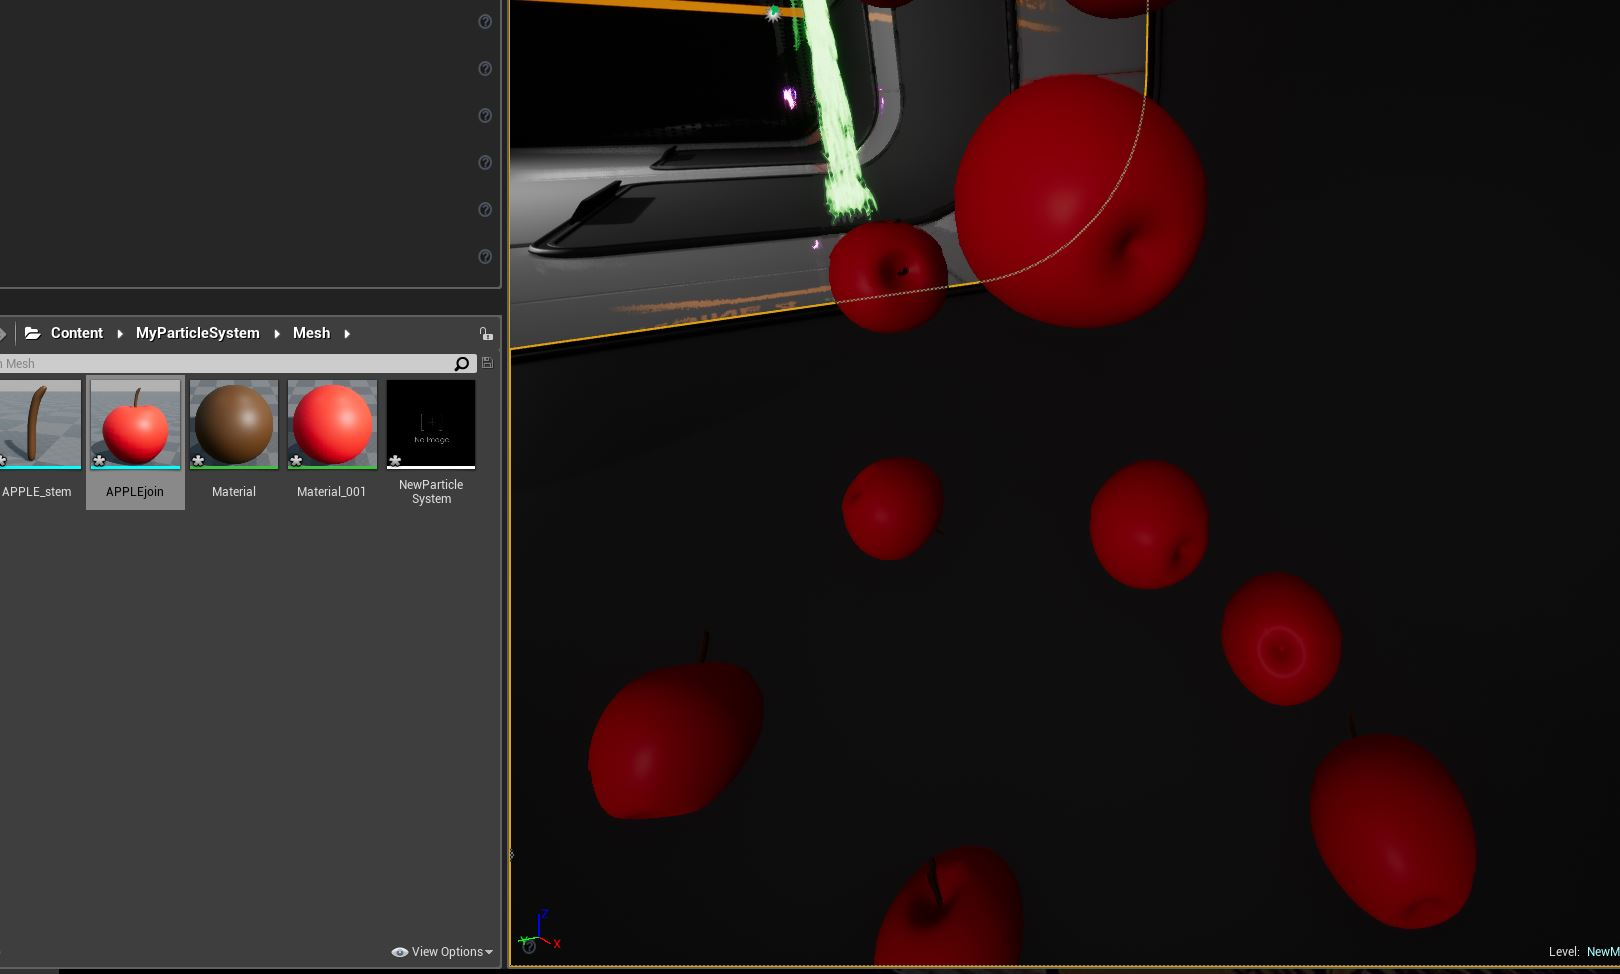 Content MyParticleSystem Mesh
Mesh
No Image
APPLE_stem
APPLEjoin
Material
Material_001
NewParticle
System
View Options
Z
X
Y
Level: NewM